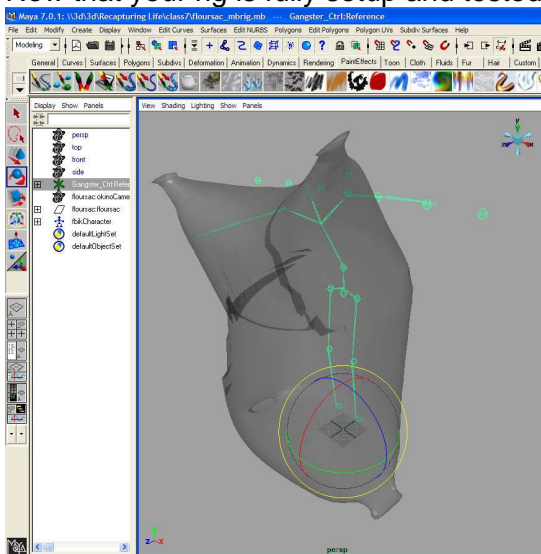 Now that your rig is fully setup and tested
Maya 7.0.1: \\3d\3d\Recapturing Life\class7\floursac_mbrig.mb --- Gangster_Ctrl:Reference
File Edit Modify Create Display Window Edit Curves Surfaces Edit NURBS Polygons Edit Polygons Polygon UVs Subdiv Surfaces Help
Modeling
General Curves Surfaces Polygons Subdivs Deformation Animation Dynamics Rendering PaintEffects Toon Cloth Fluids Fur Hair Custom
Display Show Panels
View Shading Lighting Show Panels
persp
top
front
side
Gangster_Ctrl:Refer
floursac:okinoCame
floursac:floursac
fbikCharacter
defaultLightSet
defaultObjectSet
persp